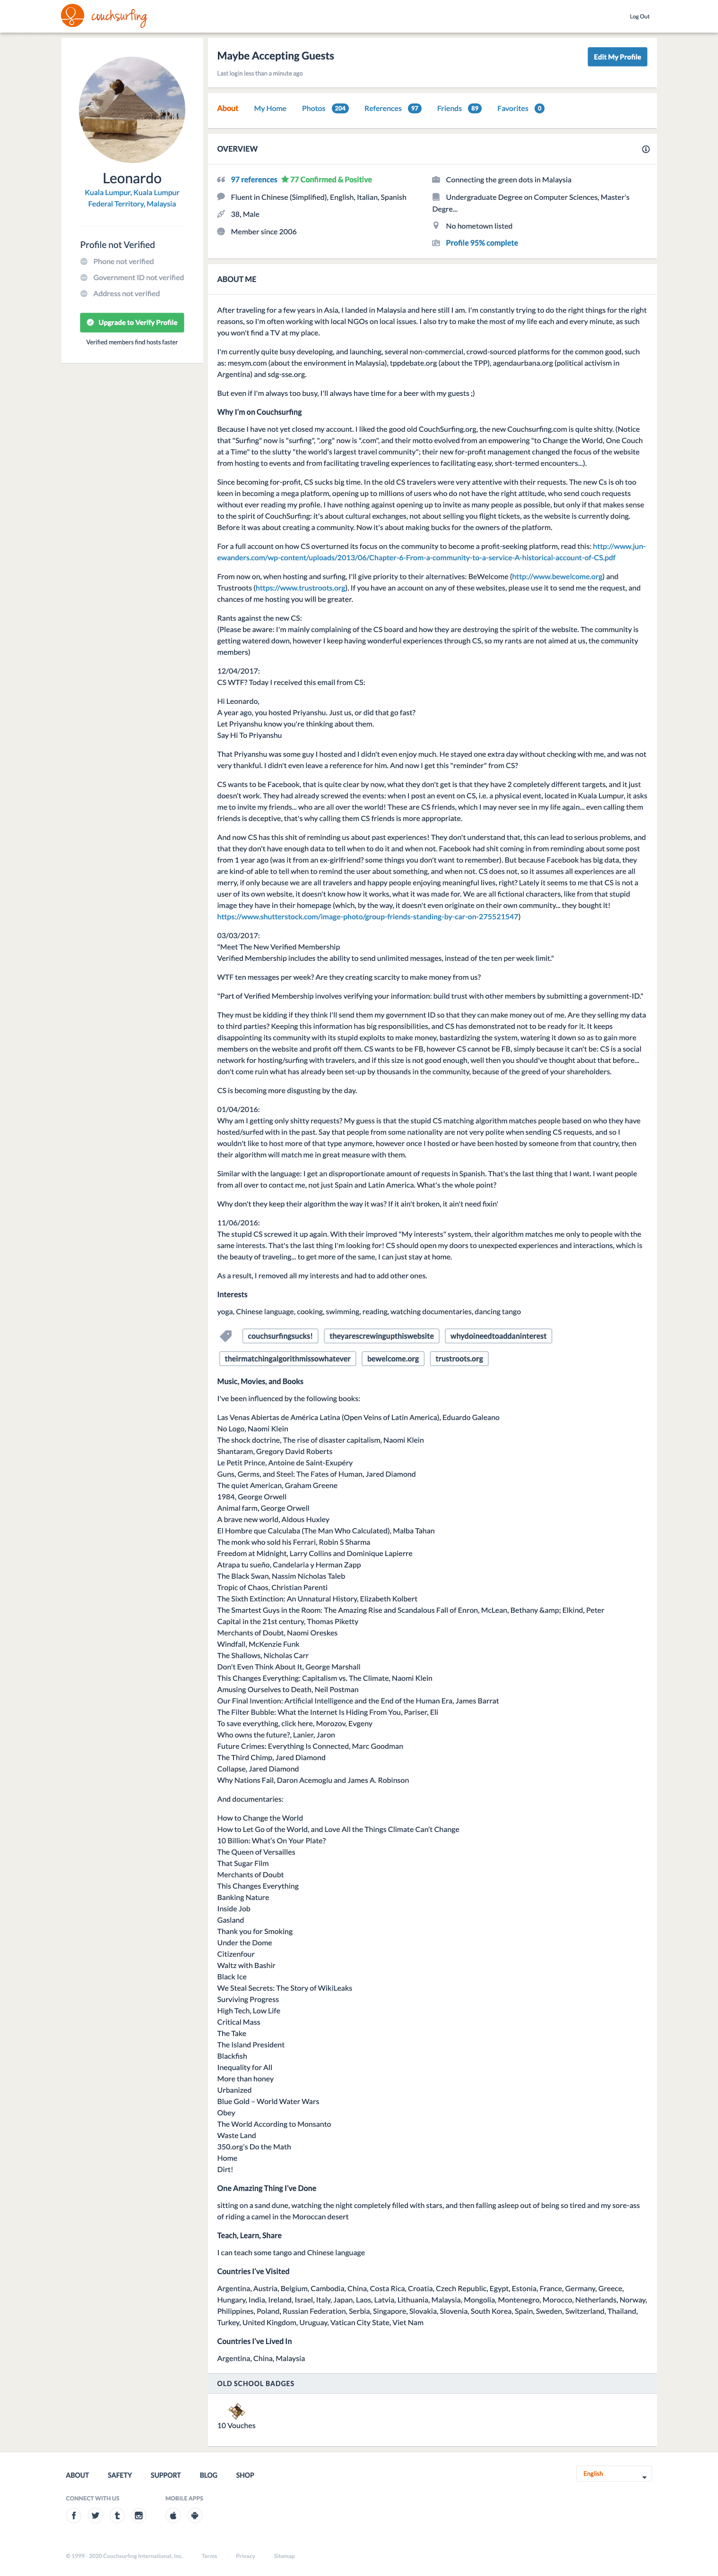 couchsurfing
Log Out
Leonardo
Kuala Lumpur, Kuala Lumpur
Federal Territory, Malaysia
Profile not Verified
Phone not verified
Government ID not verified
Address not verified
Upgrade to Verify Profile
Verified members find hosts faster
Maybe Accepting Guests
Last login less than a minute ago
Edit My Profile
About My Home Photos 204 References 97 Friends 89 Favorites 0
OVERVIEW
97 references 77 Confirmed & Positive
Fluent in Chinese (Simplified), English, Italian, Spanish
38, Male
Member since 2006
Connecting the green dots in Malaysia
Undergraduate Degree on Computer Sciences, Master's
Degre...
No hometown listed
Profile 95% complete
ABOUT ME
After traveling for a few years in Asia, I landed in Malaysia and here still I am. I'm constantly trying to do the right things for the right
reasons, so I'm often working with local NGOs on local issues. I also try to make the most of my life each and every minute, as such
you won't find a TV at my place.
I'm currently quite busy developing, and launching, several non-commercial, crowd-sourced platforms for the common good, such
as: mesym.com (about the environment in Malaysia), tppdebate.org (about the TPP), agendaurbana.org (political activism in
Argentina) and sdg-sse.org.
But even if I'm always too busy, I'll always have time for a beer with my guests ;)
Why I'm on Couchsurfing
Because I have not yet closed my account. I liked the good old CouchSurfing.org, the new Couchsurfing.com is quite shitty. (Notice
that "Surfing" now is "surfing", ".org" now is ".com", and their motto evolved from an empowering "to Change the World, One Couch
at a Time" to the slutty "the world's largest travel community"; their new for-profit management changed the focus of the website
from hosting to events and from facilitating traveling experiences to facilitating easy, short-termed encounters...).
Since becoming for-profit, CS sucks big time. In the old CS travelers were very attentive with their requests. The new Cs is oh too
keen in becoming a mega platform, opening up to millions of users who do not have the right attitude, who send couch requests
without ever reading my profile. I have nothing against opening up to invite as many people as possible, but only if that makes sense
to the spirit of CouchSurfing: it's about cultural exchanges, not about selling you flight tickets, as the website is currently doing.
Before it was about creating a community. Now it's about making bucks for the owners of the platform.
For a full account on how CS overturned its focus on the community to become a profit-seeking platform, read this: http://www.jun-
ewanders.com/wp-content/uploads/2013/06/Chapter-6-From-a-community-to-a-service-A-historical-account-of-CS.pdf
From now on, when hosting and surfing, I'll give priority to their alternatives: BeWelcome (http://www.bewelcome.org) and
Trustroots (https://www.trustroots.org). If you have an account on any of these websites, please use it to send me the request, and
chances of me hosting you will be greater.
Rants against the new CS:
(Please be aware: I'm mainly complaining of the CS board and how they are destroying the spirit of the website. The community is
getting watered down, however I keep having wonderful experiences through CS, so my rants are not aimed at us, the community
members)
12/04/2017:
CS WTF? Today I received this email from CS:
Hi Leonardo,
A year ago, you hosted Priyanshu. Just us, or did that go fast?
Let Priyanshu know you're thinking about them.
Say Hi To Priyanshu
That Priyanshu was some guy I hosted and I didn't even enjoy much. He stayed one extra day without checking with me, and was not
very thankful. I didn't even leave a reference for him. And now I get this "reminder" from CS?
CS wants to be Facebook, that is quite clear by now, what they don't get is that they have 2 completely different targets, and it just
doesn't work. They had already screwed the events: when I post an event on CS, i.e. a physical event, located in Kuala Lumpur, it asks
me to invite my friends... who are all over the world! These are CS friends, which I may never see in my life again... even calling them
friends is deceptive, that's why calling them CS friends is more appropriate.
And now CS has this shit of reminding us about past experiences! They don't understand that, this can lead to serious problems, and
that they don't have enough data to tell when to do it and when not. Facebook had shit coming in from reminding about some post
from 1 year ago (was it from an ex-girlfriend? some things you don't want to remember). But because Facebook has big data, they
are kind-of able to tell when to remind the user about something, and when not. CS does not, so it assumes all experiences are all
merry, if only because we are all travelers and happy people enjoying meaningful lives, right? Lately it seems to me that CS is not a
user of its own website, it doesn't know how it works, what it was made for. We are all fictional characters, like from that stupid
image they have in their homepage (which, by the way, it doesn't even originate on their own community... they bought it!
https://www.shutterstock.com/image-photo/group-friends-standing-by-car-on-275521547)
03/03/2017:
"Meet The New Verified Membership
Verified Membership includes the ability to send unlimited messages, instead of the ten per week limit."
WTF ten messages per week? Are they creating scarcity to make money from us?
"Part of Verified Membership involves verifying your information: build trust with other members by submitting a government-ID."
They must be kidding if they think I'll send them my government ID so that they can make money out of me. Are they selling my data
to third parties? Keeping this information has big responsibilities, and CS has demonstrated not to be ready for it. It keeps
disappointing its community with its stupid exploits to make money, bastardizing the system, watering it down so as to gain more
members on the website and profit off them. CS wants to be FB, however CS cannot be FB, simply because it can't be: CS is a social
network for hosting/surfing with travelers, and if this size is not good enough, well then you should've thought about that before...
don't come ruin what has already been set-up by thousands in the community, because of the greed of your shareholders.
CS is becoming more disgusting by the day.
01/04/2016:
Why am I getting only shitty requests? My guess is that the stupid CS matching algorithm matches people based on who they have
hosted/surfed with in the past. Say that people from some nationality are not very polite when sending CS requests, and so I
wouldn't like to host more of that type anymore, however once I hosted or have been hosted by someone from that country, then
their algorithm will match me in great measure with them.
Similar with the language: I get an disproportionate amount of requests in Spanish. That's the last thing that I want. I want people
from all over to contact me, not just Spain and Latin America. What's the whole point?
Why don't they keep their algorithm the way it was? If it ain't broken, it ain't need fixin'
11/06/2016:
The stupid CS screwed it up again. With their improved "My interests" system, their algorithm matches me only to people with the
same interests. That's the last thing I'm looking for! CS should open my doors to unexpected experiences and interactions, which is
the beauty of traveling... to get more of the same, I can just stay at home.
As a result, I removed all my interests and had to add other ones.
Interests
yoga, Chinese language, cooking, swimming, reading, watching documentaries, dancing tango
couchsurfingsucks! theyarescrewingupthiswebsite whydoineedtoaddaninterest
theirmatchingalgorithmissowhatever bewelcome.org trustroots.org
Music, Movies, and Books
I've been influenced by the following books:
Las Venas Abiertas de América Latina (Open Veins of Latin America), Eduardo Galeano
No Logo, Naomi Klein
The shock doctrine, The rise of disaster capitalism, Naomi Klein
Shantaram, Gregory David Roberts
Le Petit Prince, Antoine de Saint-Exupéry
Guns, Germs, and Steel: The Fates of Human, Jared Diamond
The quiet American, Graham Greene
1984, George Orwell
Animal farm, George Orwell
A brave new world, Aldous Huxley
El Hombre que Calculaba (The Man Who Calculated), Malba Tahan
The monk who sold his Ferrari, Robin S Sharma
Freedom at Midnight, Larry Collins and Dominique Lapierre
Atrapa tu sueño, Candelaria y Herman Zapp
The Black Swan, Nassim Nicholas Taleb
Tropic of Chaos, Christian Parenti
The Sixth Extinction: An Unnatural History, Elizabeth Kolbert
The Smartest Guys in the Room: The Amazing Rise and Scandalous Fall of Enron, McLean, Bethany &amp; Elkind, Peter
Capital in the 21st century, Thomas Piketty
Merchants of Doubt, Naomi Oreskes
Windfall, McKenzie Funk
The Shallows, Nicholas Carr
Don't Even Think About It, George Marshall
This Changes Everything: Capitalism vs. The Climate, Naomi Klein
Amusing Ourselves to Death, Neil Postman
Our Final Invention: Artificial Intelligence and the End of the Human Era, James Barrat
The Filter Bubble: What the Internet Is Hiding From You, Pariser, Eli
To save everything, click here, Morozov, Evgeny
Who owns the future?, Lanier, Jaron
Future Crimes: Everything Is Connected, Marc Goodman
The Third Chimp, Jared Diamond
Collapse, Jared Diamond
Why Nations Fail, Daron Acemoglu and James A. Robinson
And documentaries:
How to Change the World
How to Let Go of the World, and Love All the Things Climate Can't Change
10 Billion: What's On Your Plate?
The Queen of Versailles
That Sugar Film
Merchants of Doubt
This Changes Everything
Banking Nature
Inside Job
Gasland
Thank you for Smoking
Under the Dome
Citizenfour
Waltz with Bashir
Black Ice
We Steal Secrets: The Story of WikiLeaks
Surviving Progress
High Tech, Low Life
Critical Mass
The Take
The Island President
Blackfish
Inequality for All
More than honey
Urbanized
Blue Gold – World Water Wars
Obey
The World According to Monsanto
Waste Land
350.org's Do the Math
Home
Dirt!
One Amazing Thing I've Done
sitting on a sand dune, watching the night completely filled with stars, and then falling asleep out of being so tired and my sore-ass
of riding a camel in the Moroccan desert
Teach, Learn, Share
I can teach some tango and Chinese language
Countries I've Visited
Argentina, Austria, Belgium, Cambodia, China, Costa Rica, Croatia, Czech Republic, Egypt, Estonia, France, Germany, Greece,
Hungary, India, Ireland, Israel, Italy, Japan, Laos, Latvia, Lithuania, Malaysia, Mongolia, Montenegro, Morocco, Netherlands, Norway,
Philippines, Poland, Russian Federation, Serbia, Singapore, Slovakia, Slovenia, South Korea, Spain, Sweden, Switzerland, Thailand,
Turkey, United Kingdom, Uruguay, Vatican City State, Viet Nam
Countries I've Lived In
Argentina, China, Malaysia
OLD SCHOOL BADGES
10 Vouches
ABOUT SAFETY SUPPORT BLOG SHOP
English
CONNECT WITH US MOBILE APPS
© 1999 - 2020 Couchsurfing International, Inc. Terms Privacy Sitemap